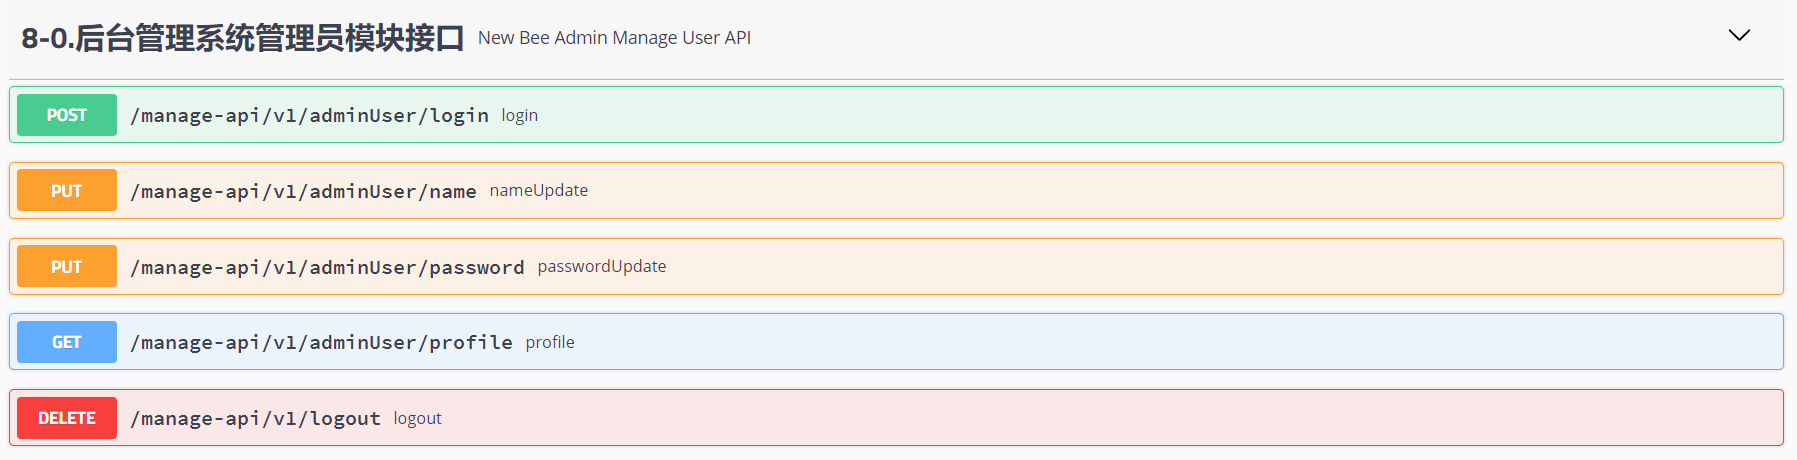 8-0.后台管理系统管理员模块接口 New Bee Admin Manage User API
POST /manage-api/v1/adminUser/login login
PUT /manage-api/v1/adminUser/name nameUpdate
PUT /manage-api/v1/adminUser/password passwordUpdate
GET /manage-api/v1/adminUser/profile profile
DELETE /manage-api/v1/logout logout